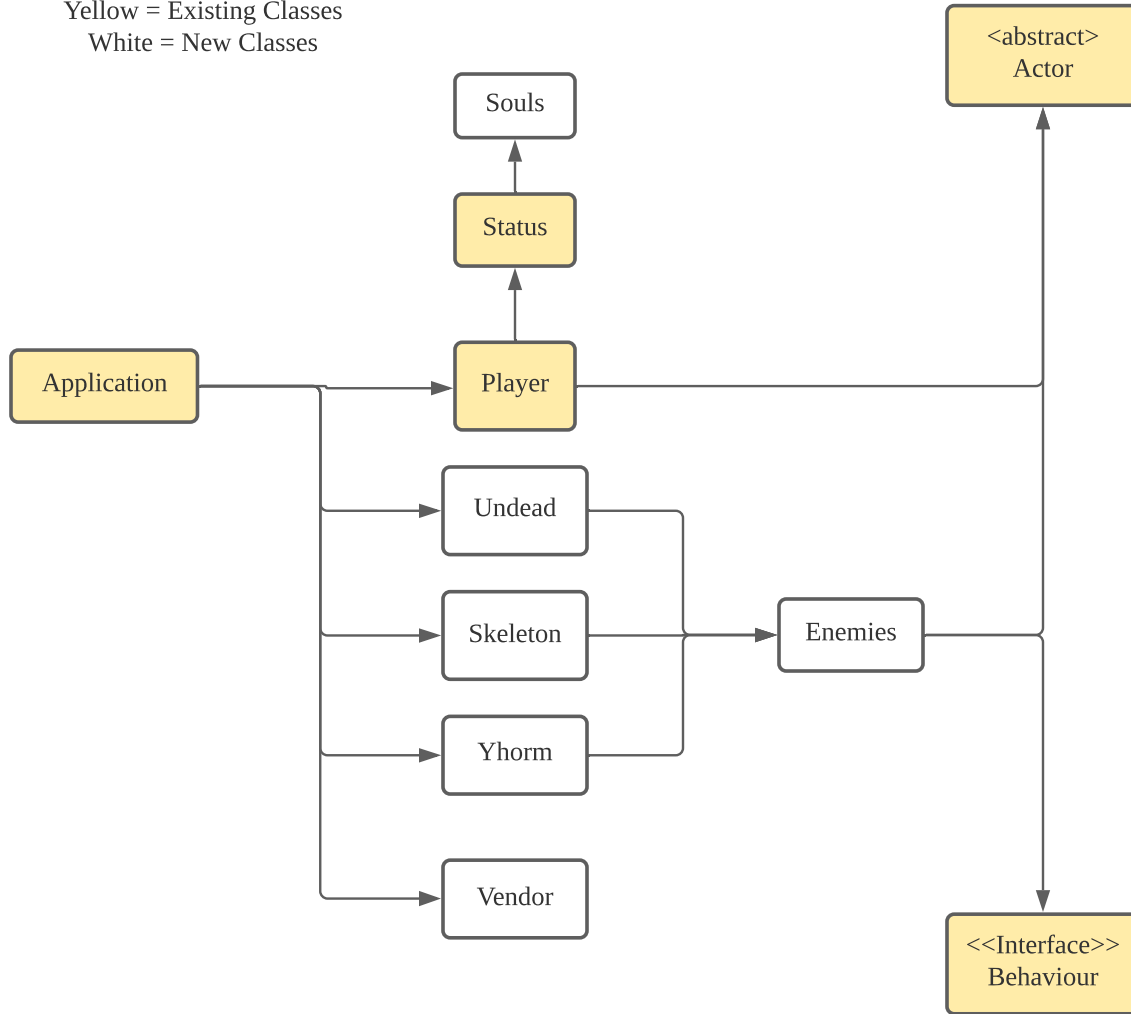 Yellow = Existing Classes
White = New Classes
<abstract>
Actor
Souls
Status
Application
Player
Undead
Skeleton
Enemies
Yhorm
Vendor
<<Interface>>
Behaviour